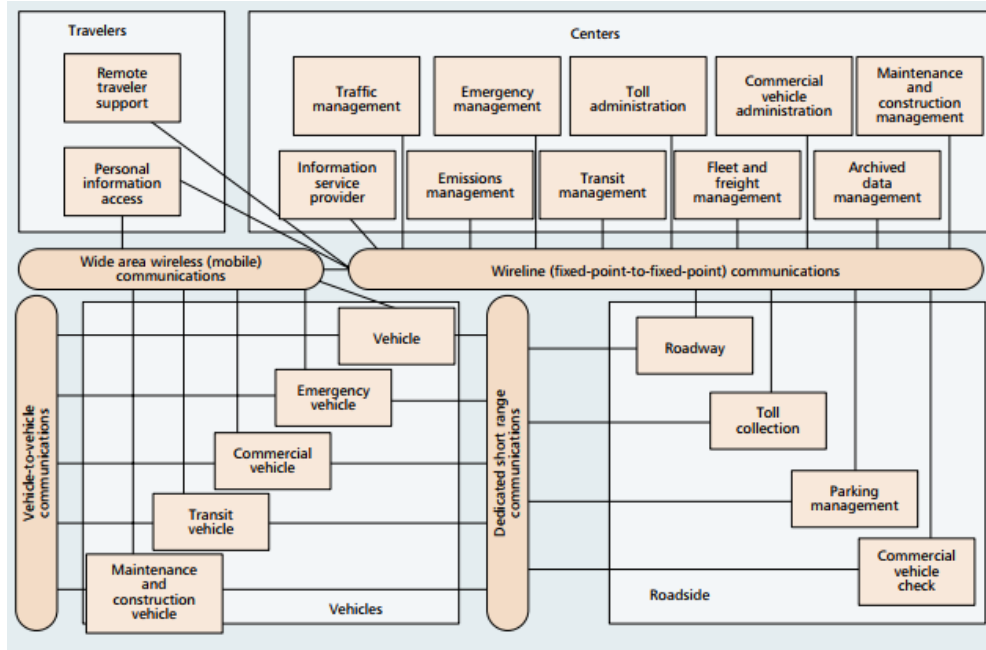 Travelers
Remote
traveler
support
Personal
information
access
Centers
Traffic
management
Emergency
management
Toll
administration
Commercial
vehicle
administration
Maintenance
and
construction
management
Information
service
provider
Emissions
management
Transit
management
Fleet and
freight
management
Archived
data
management
Wide area wireless (mobile)
communications
Wireline (fixed-point-to-fixed-point) communications
Vehicle-to-vehicle
communications
Vehicle
Emergency
vehicle
Commercial
vehicle
Transit
vehicle
Maintenance
and
construction
vehicle
Vehicles
Dedicated short range
communications
Roadway
Toll
collection
Parking
management
Commercial
vehicle
check
Roadside